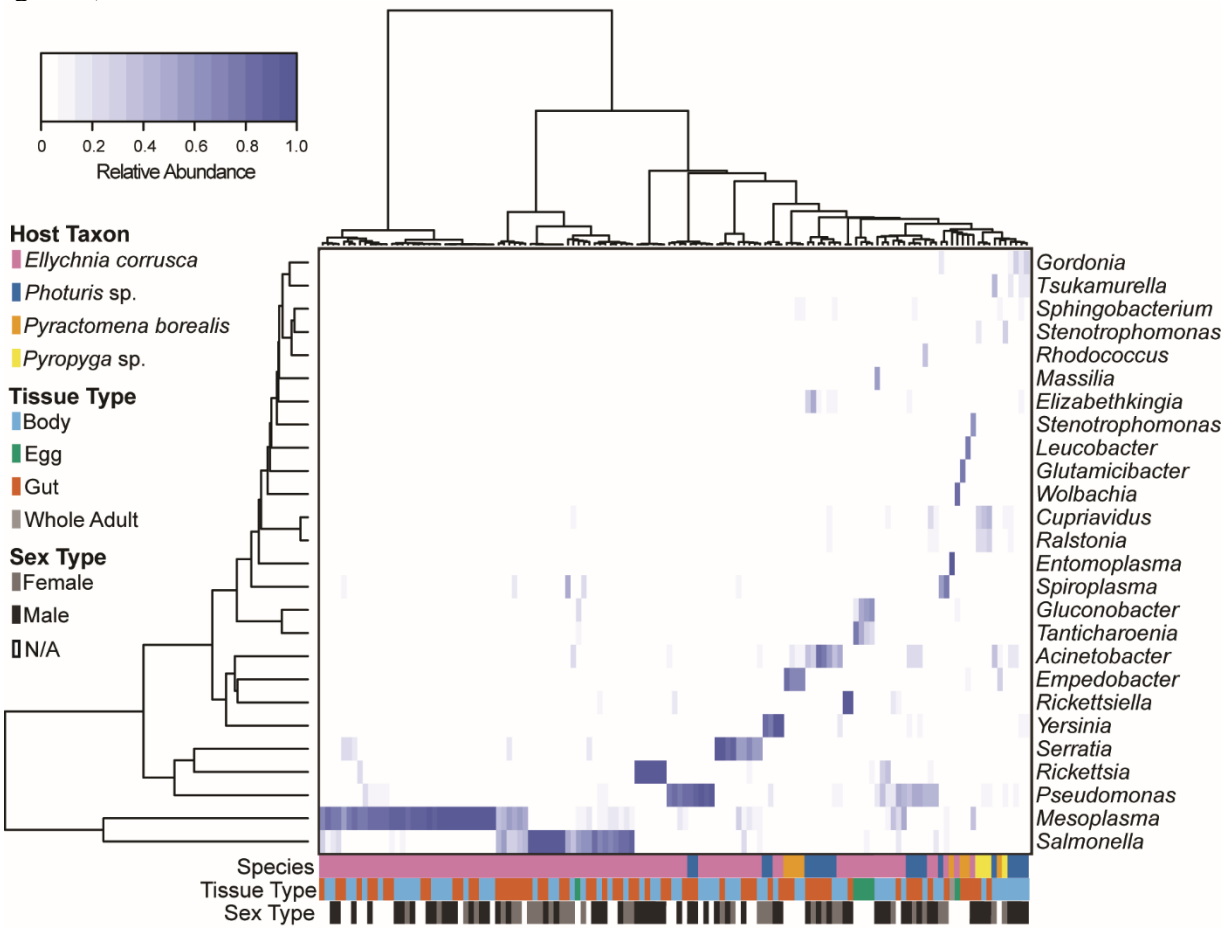 0 0.2 0.4 0.6 0.8 1.0
Relative Abundance
Host Taxon
Ellychnia corrusca
Photuris sp.
Pyractomena borealis
Pyropyga sp.
Tissue Type
Body
Egg
Gut
Whole Adult
Sex Type
Female
Male
N/A
Gordonia
Tsukamurella
Sphingobacterium
Stenotrophomonas
Rhodococcus
Massilia
Elizabethkingia
Stenotrophomonas
Leucobacter
Glutamicibacter
Wolbachia
Cupriavidus
Ralstonia
Entomoplasma
Spiroplasma
Gluconobacter
Tanticharoenia
Acinetobacter
Empedobacter
Rickettsiella
Yersinia
Serratia
Rickettsia
Pseudomonas
Mesoplasma
Salmonella
Species
Tissue Type
Sex Type